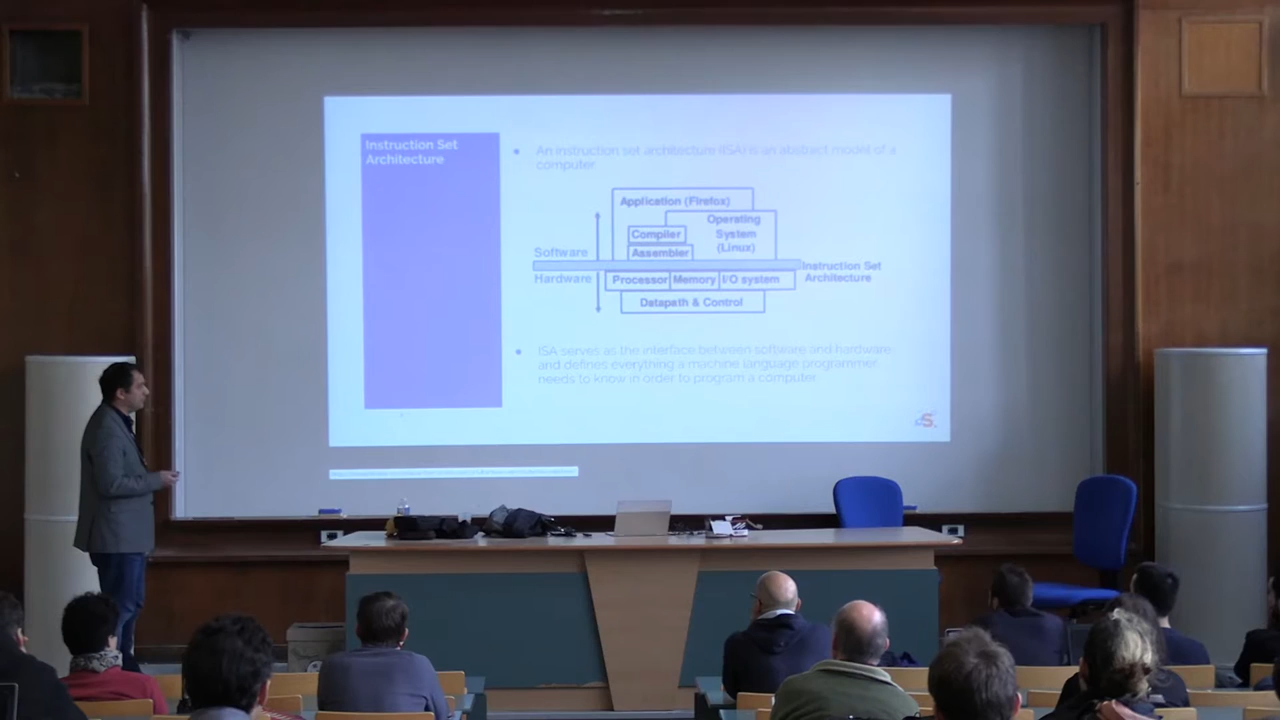 Instruction Set
Architecture
An instruction set architecture (ISA) is an abstract model of a
computer
Application (Firefox)
Operating
System
(Linux)
Compiler
Assembler
Software
Hardware
Instruction Set
Architecture
Processor
Memory
I/O system
Datapath & Control
ISA serves as the interface between software and hardware
and defines everything a machine language programmer
needs to know in order to program a computer.
S